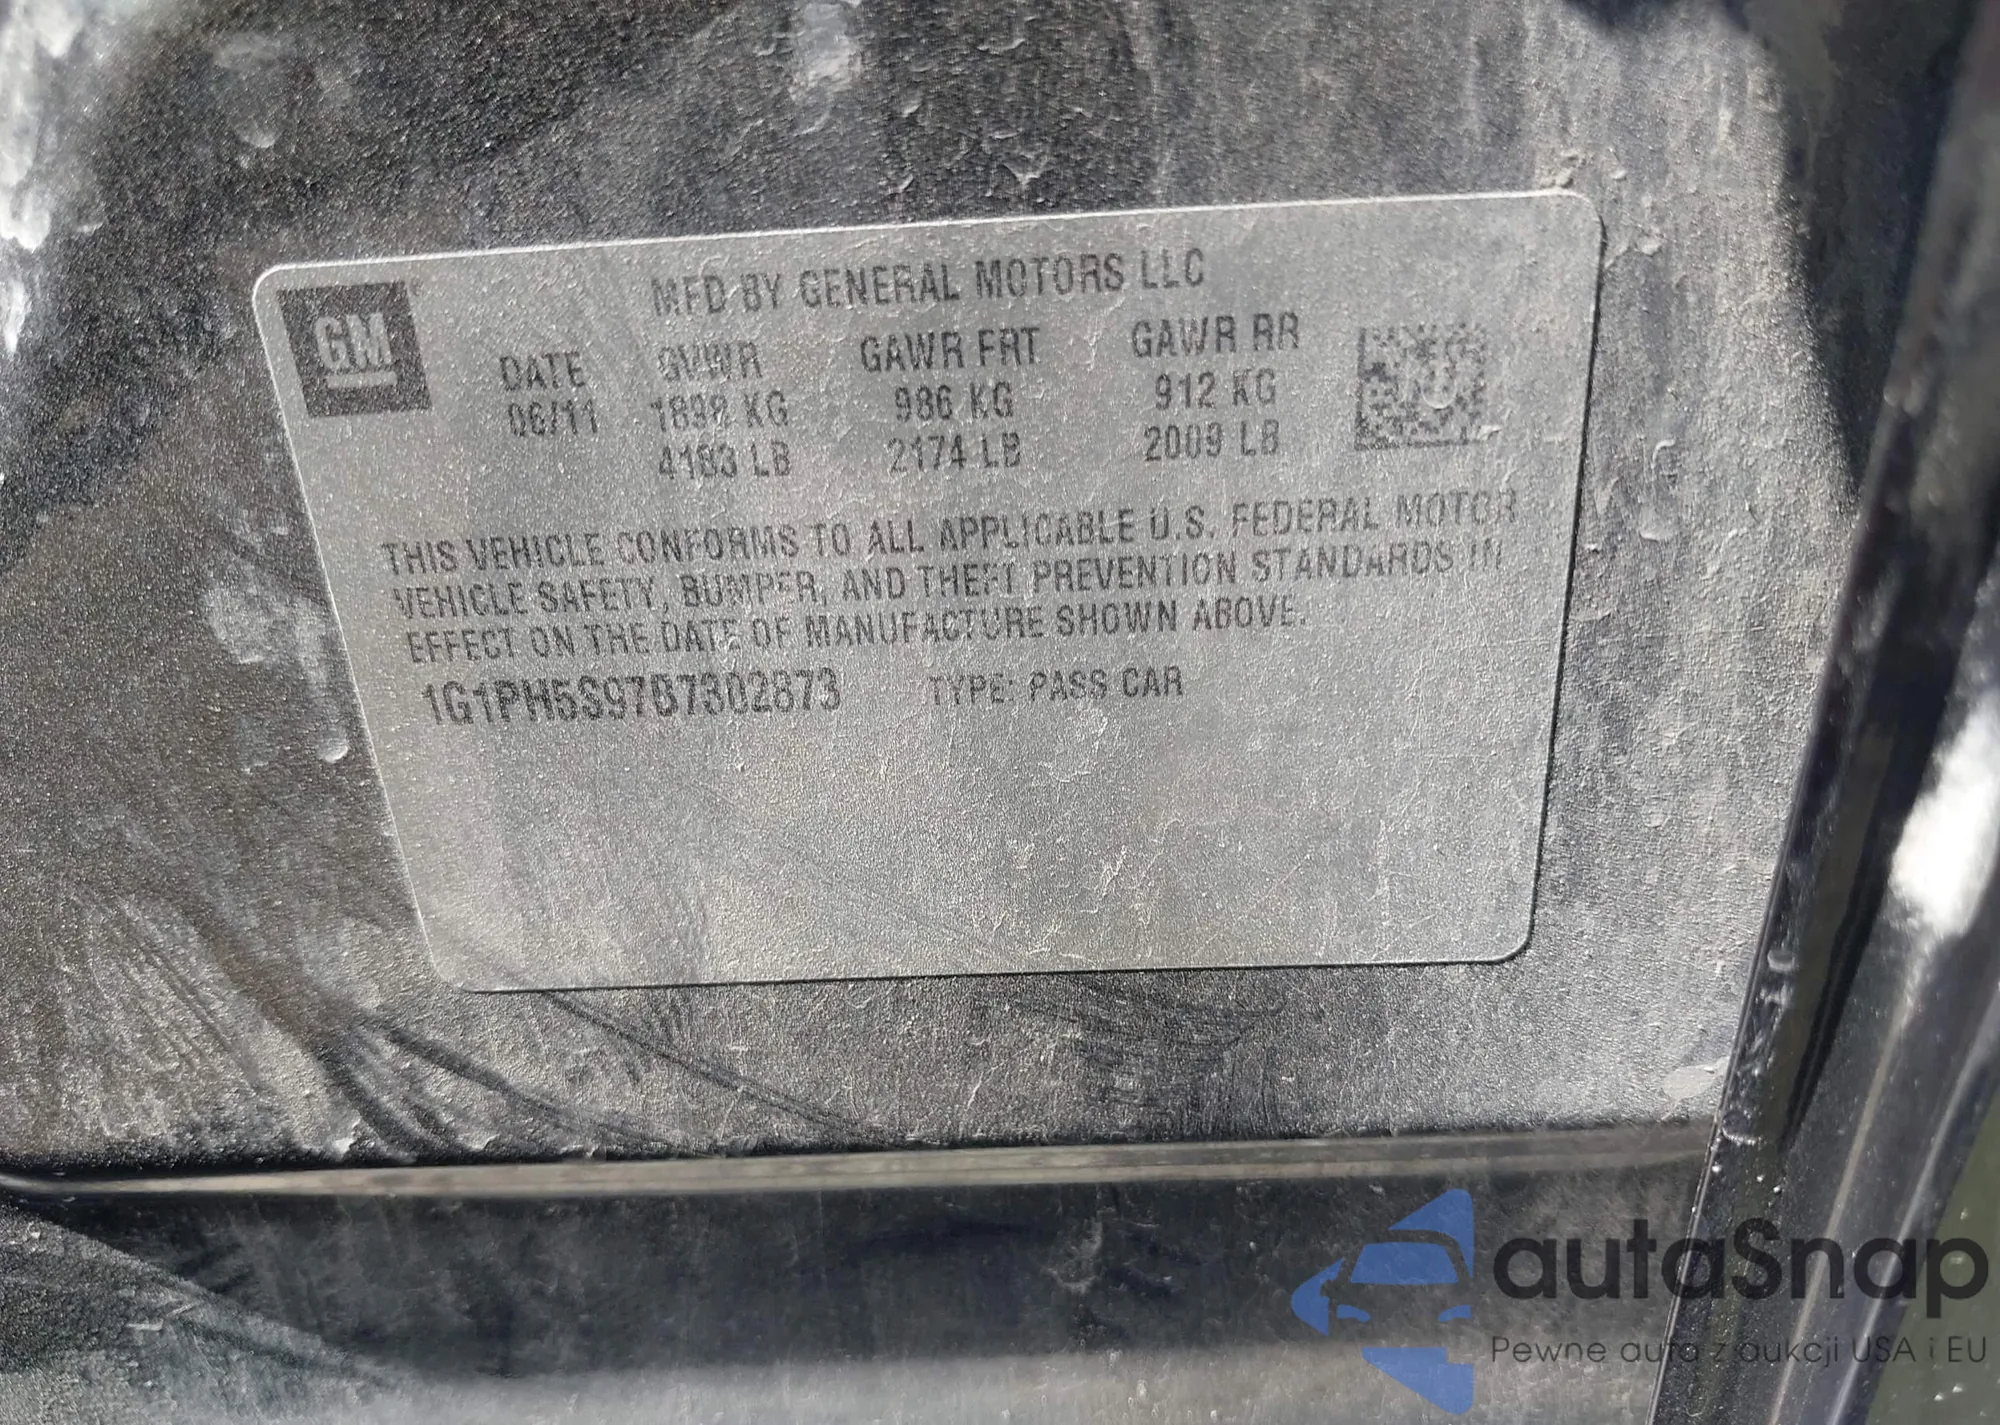 GM
MFD BY GENERAL MOTORS LLC
DATE GVWR GAWR FRT GAWR RR
06/11 1898 KG 986 KG 912 KG
4183 LB 2174 LB 2009 LB
THIS VEHICLE CONFORMS TO ALL APPLICABLE U.S. FEDERAL MOTOR
VEHICLE SAFETY, BUMPER, AND THEFT PREVENTION STANDARDS IN
EFFECT ON THE DATE OF MANUFACTURE SHOWN ABOVE.
1G1PH5S97B7302873 TYPE: PASS CAR
autaSnap
Pewne auta z aukcji USA i EU